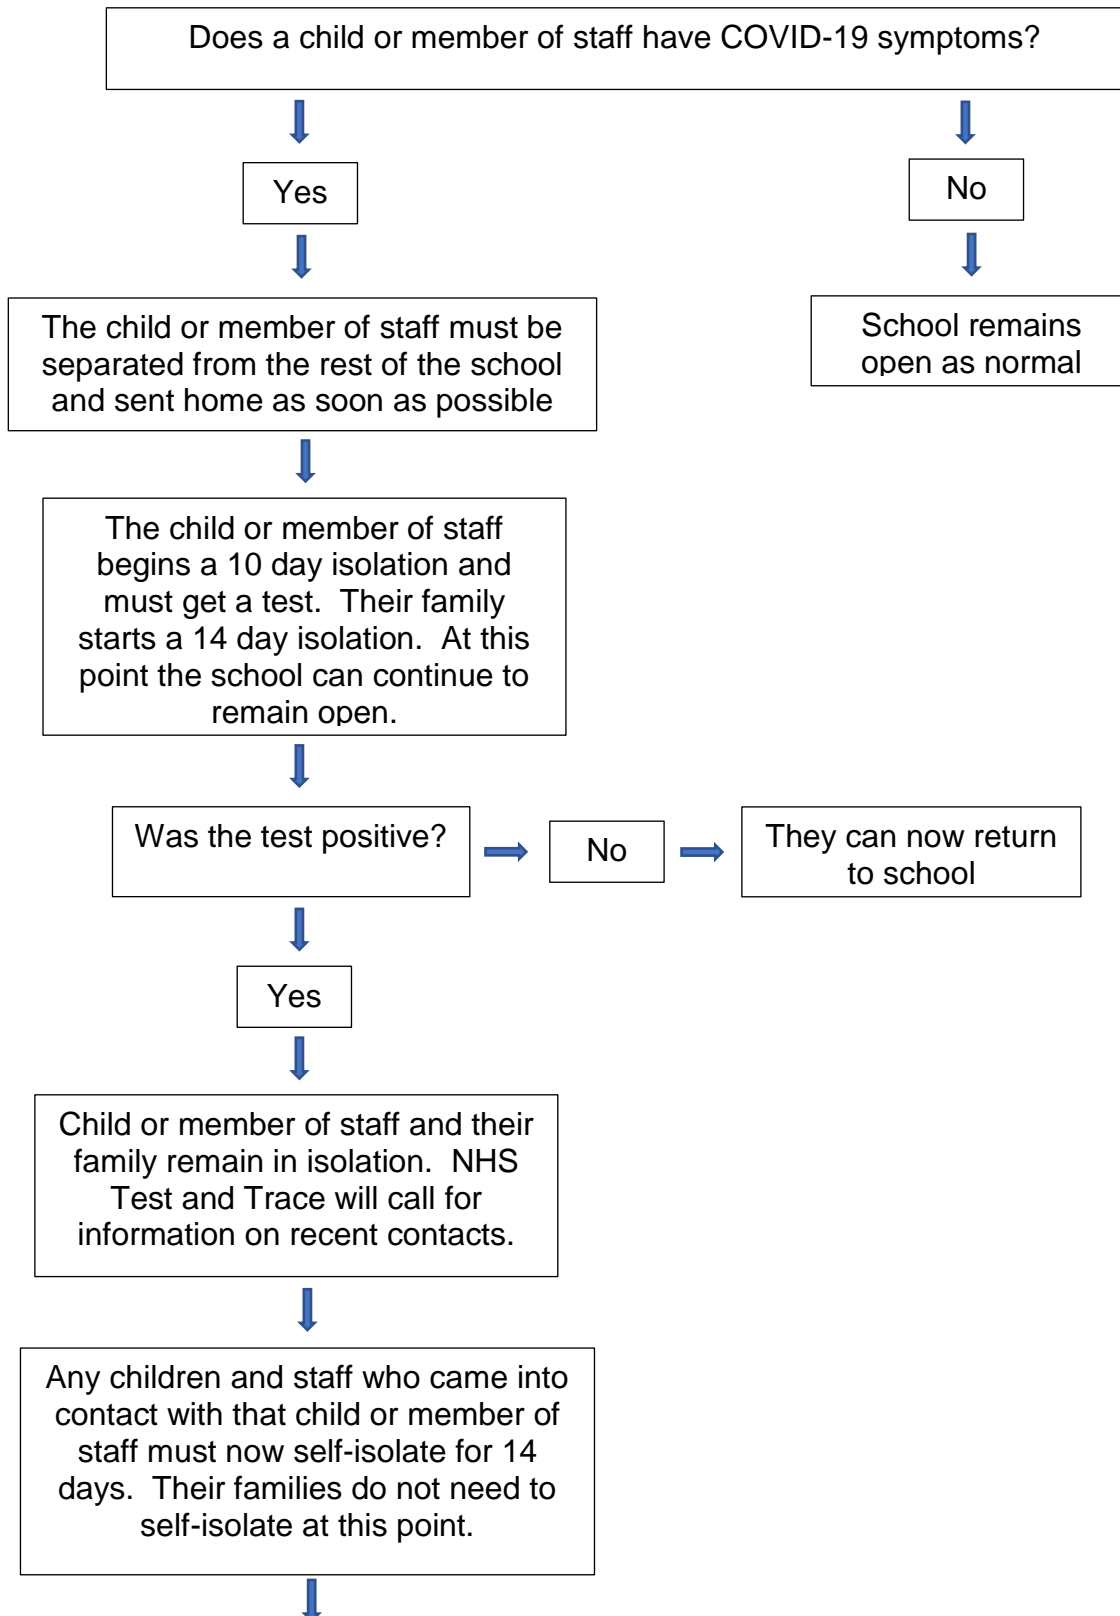 Does a child or member of staff have COVID-19 symptoms?
Yes
No
The child or member of staff must be
separated from the rest of the school
and sent home as soon as possible
School remains
open as normal
The child or member of staff
begins a 10 day isolation and
must get a test.  Their family
starts a 14 day isolation.  At this
point the school can continue to
remain open.
Was the test positive?
No
They can now return
to school
Yes
Child or member of staff and their
family remain in isolation.  NHS
Test and Trace will call for
information on recent contacts.
Any children and staff who came into
contact with that child or member of
staff must now self-isolate for 14
days.  Their families do not need to
self-isolate at this point.